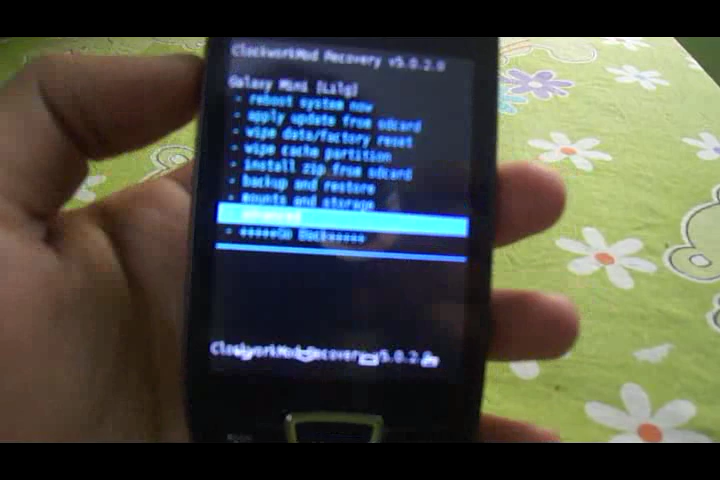 ClockworkMod Recovery v5.0.2.0
Galaxy Mini
- reboot system now
- apply update from sdcard
- wipe data/factory reset
- wipe cache partition
- install zip from sdcard
- backup and restore
- mounts and storage
- advanced
- +++++Go Back+++++
ClockworkMod Recovery v5.0.2.